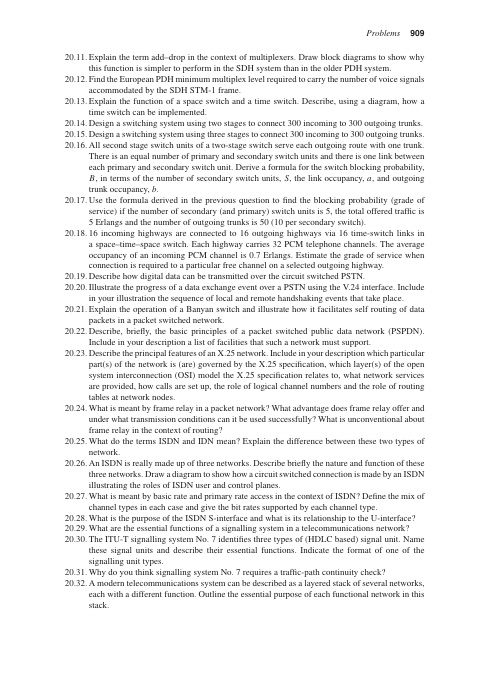 Problems 909
20.11. Explain the term add–drop in the context of multiplexers. Draw block diagrams to show why
this function is simpler to perform in the SDH system than in the older PDH system.
20.12. Find the European PDH minimum multiplex level required to carry the number of voice signals
accommodated by the SDH STM-1 frame.
20.13. Explain the function of a space switch and a time switch. Describe, using a diagram, how a
time switch can be implemented.
20.14. Design a switching system using two stages to connect 300 incoming to 300 outgoing trunks.
20.15. Design a switching system using three stages to connect 300 incoming to 300 outgoing trunks.
20.16. All second stage switch units of a two-stage switch serve each outgoing route with one trunk.
There is an equal number of primary and secondary switch units and there is one link between
each primary and secondary switch unit. Derive a formula for the switch blocking probability,
B, in terms of the number of secondary switch units, S, the link occupancy, a, and outgoing
trunk occupancy, b.
20.17. Use the formula derived in the previous question to find the blocking probability (grade of
service) if the number of secondary (and primary) switch units is 5, the total offered traffic is
5 Erlangs and the number of outgoing trunks is 50 (10 per secondary switch).
20.18. 16 incoming highways are connected to 16 outgoing highways via 16 time-switch links in
a space–time–space switch. Each highway carries 32 PCM telephone channels. The average
occupancy of an incoming PCM channel is 0.7 Erlangs. Estimate the grade of service when
connection is required to a particular free channel on a selected outgoing highway.
20.19. Describe how digital data can be transmitted over the circuit switched PSTN.
20.20. Illustrate the progress of a data exchange event over a PSTN using the V.24 interface. Include
in your illustration the sequence of local and remote handshaking events that take place.
20.21. Explain the operation of a Banyan switch and illustrate how it facilitates self routing of data
packets in a packet switched network.
20.22. Describe, briefly, the basic principles of a packet switched public data network (PSPDN).
Include in your description a list of facilities that such a network must support.
20.23. Describe the principal features of an X.25 network. Include in your description which particular
part(s) of the network is (are) governed by the X.25 specification, which layer(s) of the open
system interconnection (OSI) model the X.25 specification relates to, what network services
are provided, how calls are set up, the role of logical channel numbers and the role of routing
tables at network nodes.
20.24. What is meant by frame relay in a packet network? What advantage does frame relay offer and
under what transmission conditions can it be used successfully? What is unconventional about
frame relay in the context of routing?
20.25. What do the terms ISDN and IDN mean? Explain the difference between these two types of
network.
20.26. An ISDN is really made up of three networks. Describe briefly the nature and function of these
three networks. Draw a diagram to show how a circuit switched connection is made by an ISDN
illustrating the roles of ISDN user and control planes.
20.27. What is meant by basic rate and primary rate access in the context of ISDN? Define the mix of
channel types in each case and give the bit rates supported by each channel type.
20.28. What is the purpose of the ISDN S-interface and what is its relationship to the U-interface?
20.29. What are the essential functions of a signalling system in a telecommunications network?
20.30. The ITU-T signalling system No. 7 identifies three types of (HDLC based) signal unit. Name
these signal units and describe their essential functions. Indicate the format of one of the
signalling unit types.
20.31. Why do you think signalling system No. 7 requires a traffic-path continuity check?
20.32. A modern telecommunications system can be described as a layered stack of several networks,
each with a different function. Outline the essential purpose of each functional network in this
stack.